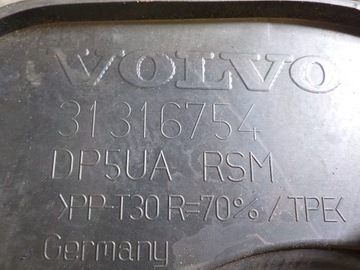 VOLVO
31316754
DP5UA RSM
>PP-T30 R=70%/TPE<
Germany